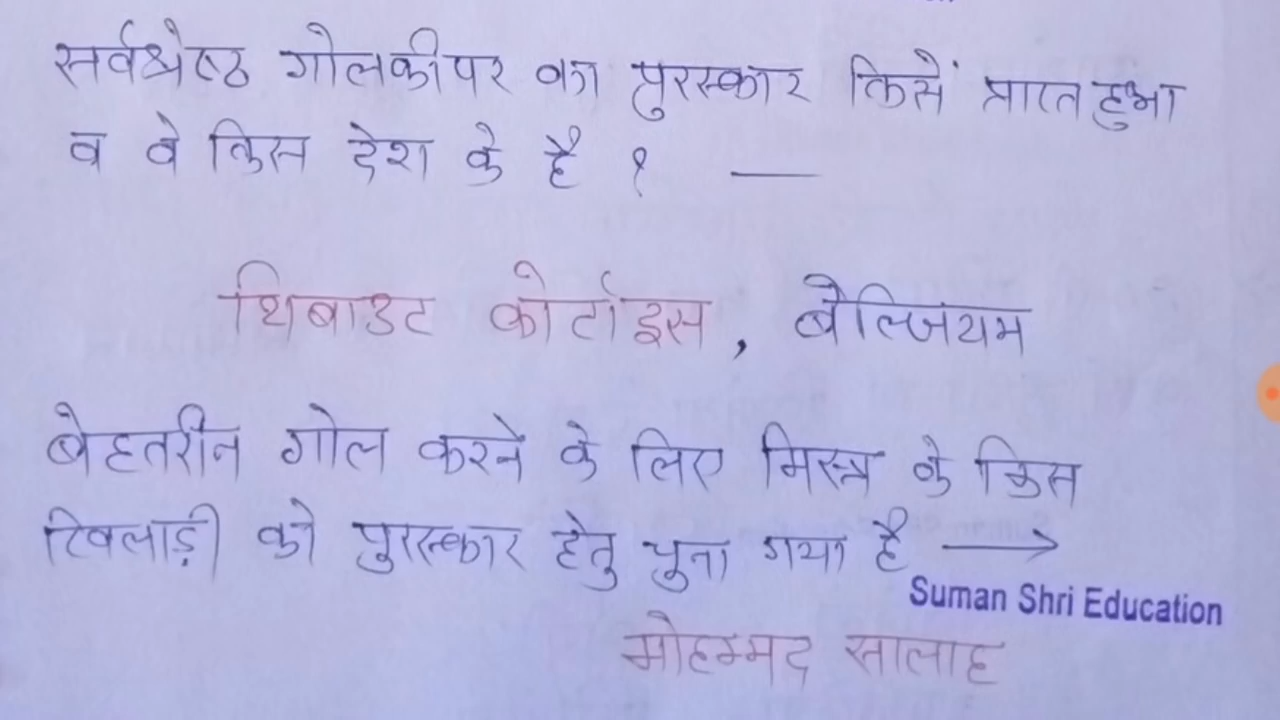 सर्वश्रेष्ठ गोलकीपर का पुरस्कार किसें प्राप्त हुआ
व वे किस देश के है ? —
थिबाउट कोर्टाइस, बेल्जियम
बेहतरीन गोल करने के लिए मिस्त्र के किस
खिलाड़ी को पुरस्कार हेतु चुना गया है →
Suman Shri Education
मोहम्मद सालाह